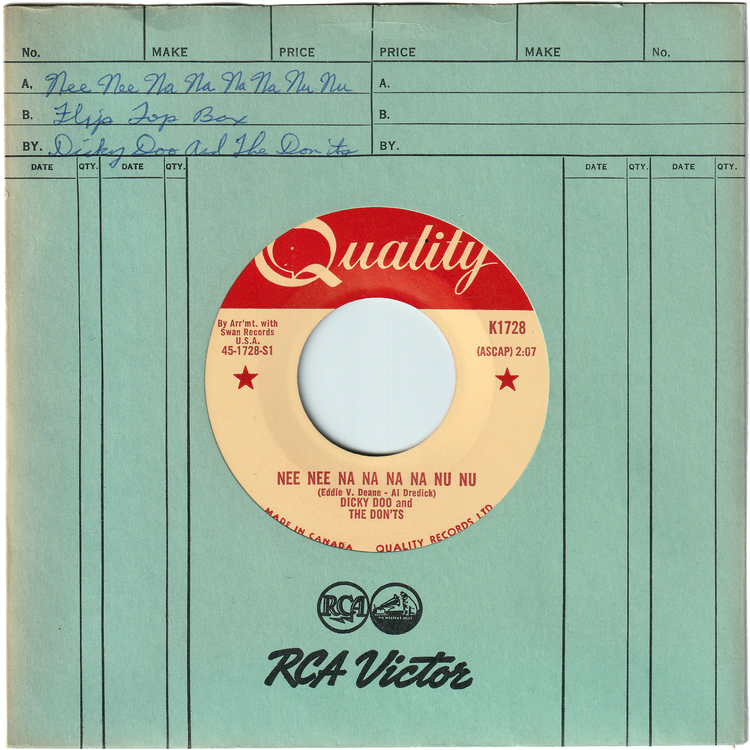 No. MAKE PRICE PRICE MAKE No.
A. Nee Nee Na Na Na Na Nu Nu A.
B. Flip Top Box B.
BY. Dicky Doo And The Don'ts BY.
DATE QTY. DATE QTY. DATE QTY. DATE QTY.
Quality
By Arr'mt. with
Swan Records
U.S.A.
45-1728-S1
K1728
(ASCAP) 2:07
NEE NEE NA NA NA NA NU NU
(Eddie V. Deane - Al Dredick)
DICKY DOO and
THE DON'TS
MADE IN CANADA QUALITY RECORDS LTD
RCA
RCA Victor